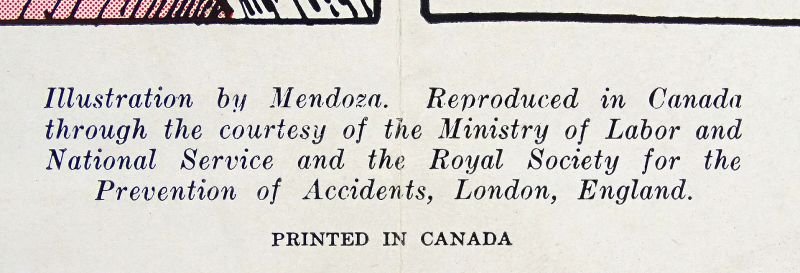 Illustration by Mendoza. Reproduced in Canada
through the courtesy of the Ministry of Labor and
National Service and the Royal Society for the
Prevention of Accidents, London, England.
PRINTED IN CANADA